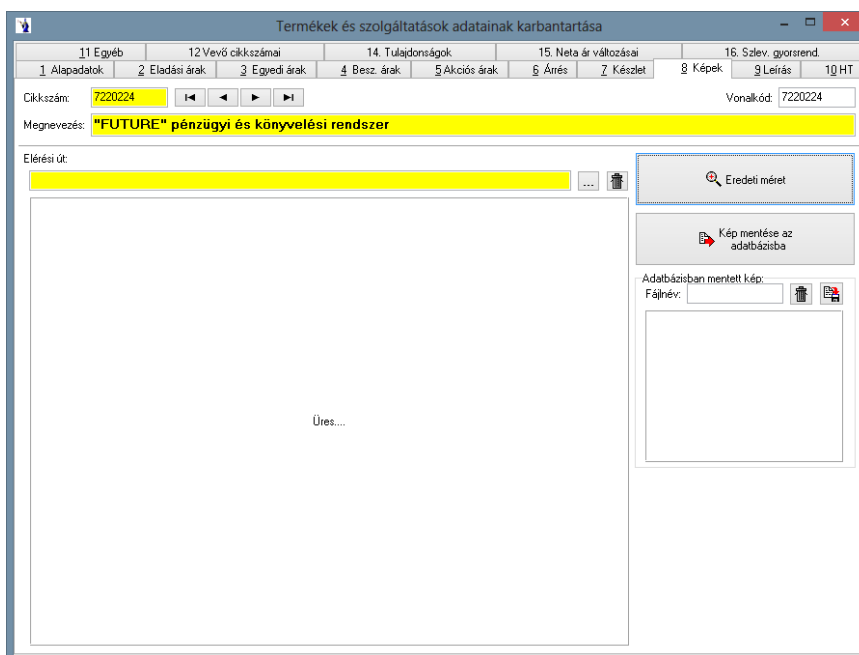 Termékek és szolgáltatások adatainak karbantartása
11 Egyéb 12 Vevő cikkszámai 14. Tulajdonságok 15. Neta ár változásai 16. Szlev. gyorsrend.
1 Alapadatok 2 Eladási árak 3 Egyedi árak 4 Besz. árak 5 Akciós árak 6 Árrés 7 Készlet 8 Képek 9 Leírás 10 HT
Cikkszám: 7220224 Vonalkód: 7220224
Megnevezés: "FUTURE" pénzügyi és könyvelési rendszer
Elérési út:
...
Eredeti méret
Kép mentése az
adatbázisba
Adatbázisban mentett kép:
Fájlnév:
Üres....